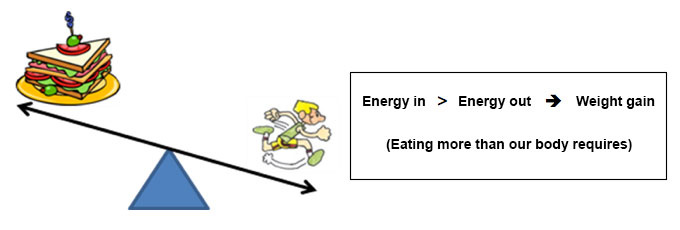 Energy in > Energy out ➔ Weight gain
(Eating more than our body requires)